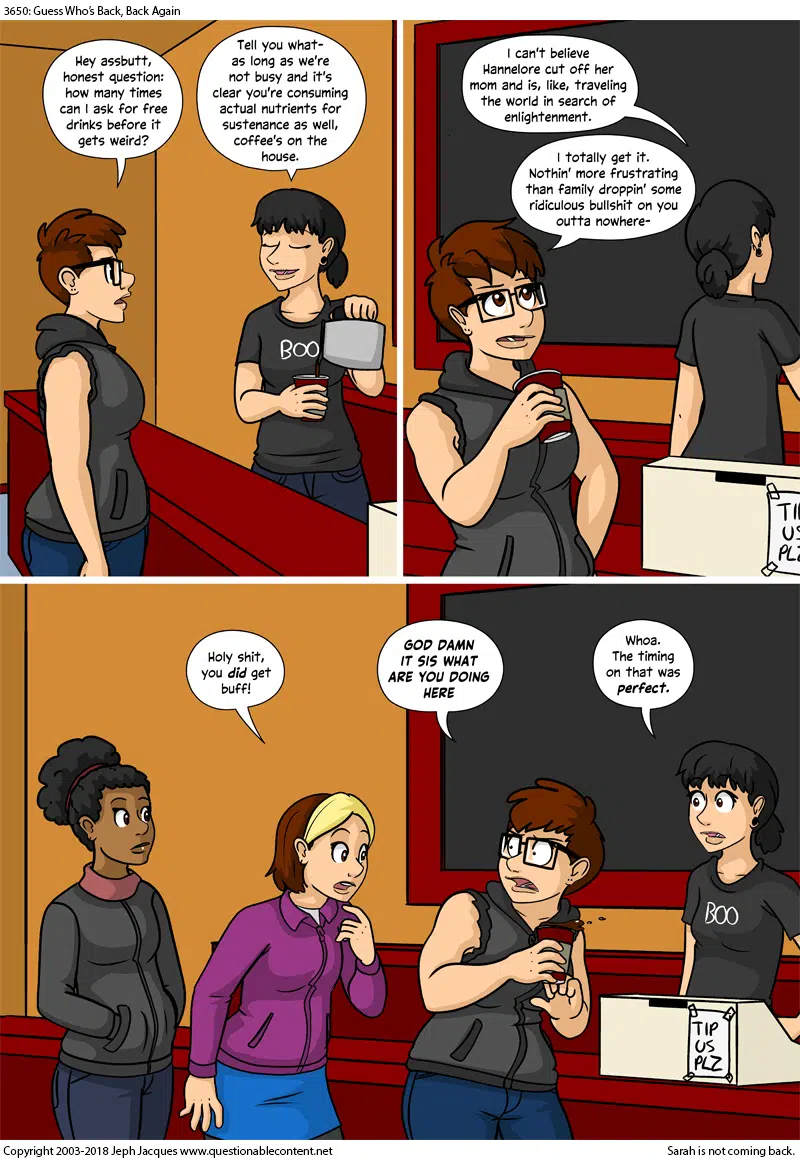 3650: Guess Who's Back, Back Again
Hey assbutt,
honest question:
how many times
can I ask for free
drinks before it
gets weird?
Tell you what-
as long as we're
not busy and it's
clear you're consuming
actual nutrients for
sustenance as well,
coffee's on the
house.
BOO
I can't believe
Hannelore cut off her
mom and is, like, traveling
the world in search of
enlightenment.
I totally get it.
Nothin' more frustrating
than family droppin' some
ridiculous bullshit on you
outta nowhere-
TI
US
PLZ
Holy shit,
you did get
buff!
GOD DAMN
IT SIS WHAT
ARE YOU DOING
HERE
Whoa.
The timing
on that was
perfect.
BOO
TIP
US
PLZ
Copyright 2003-2018 Jeph Jacques www.questionablecontent.net
Sarah is not coming back.